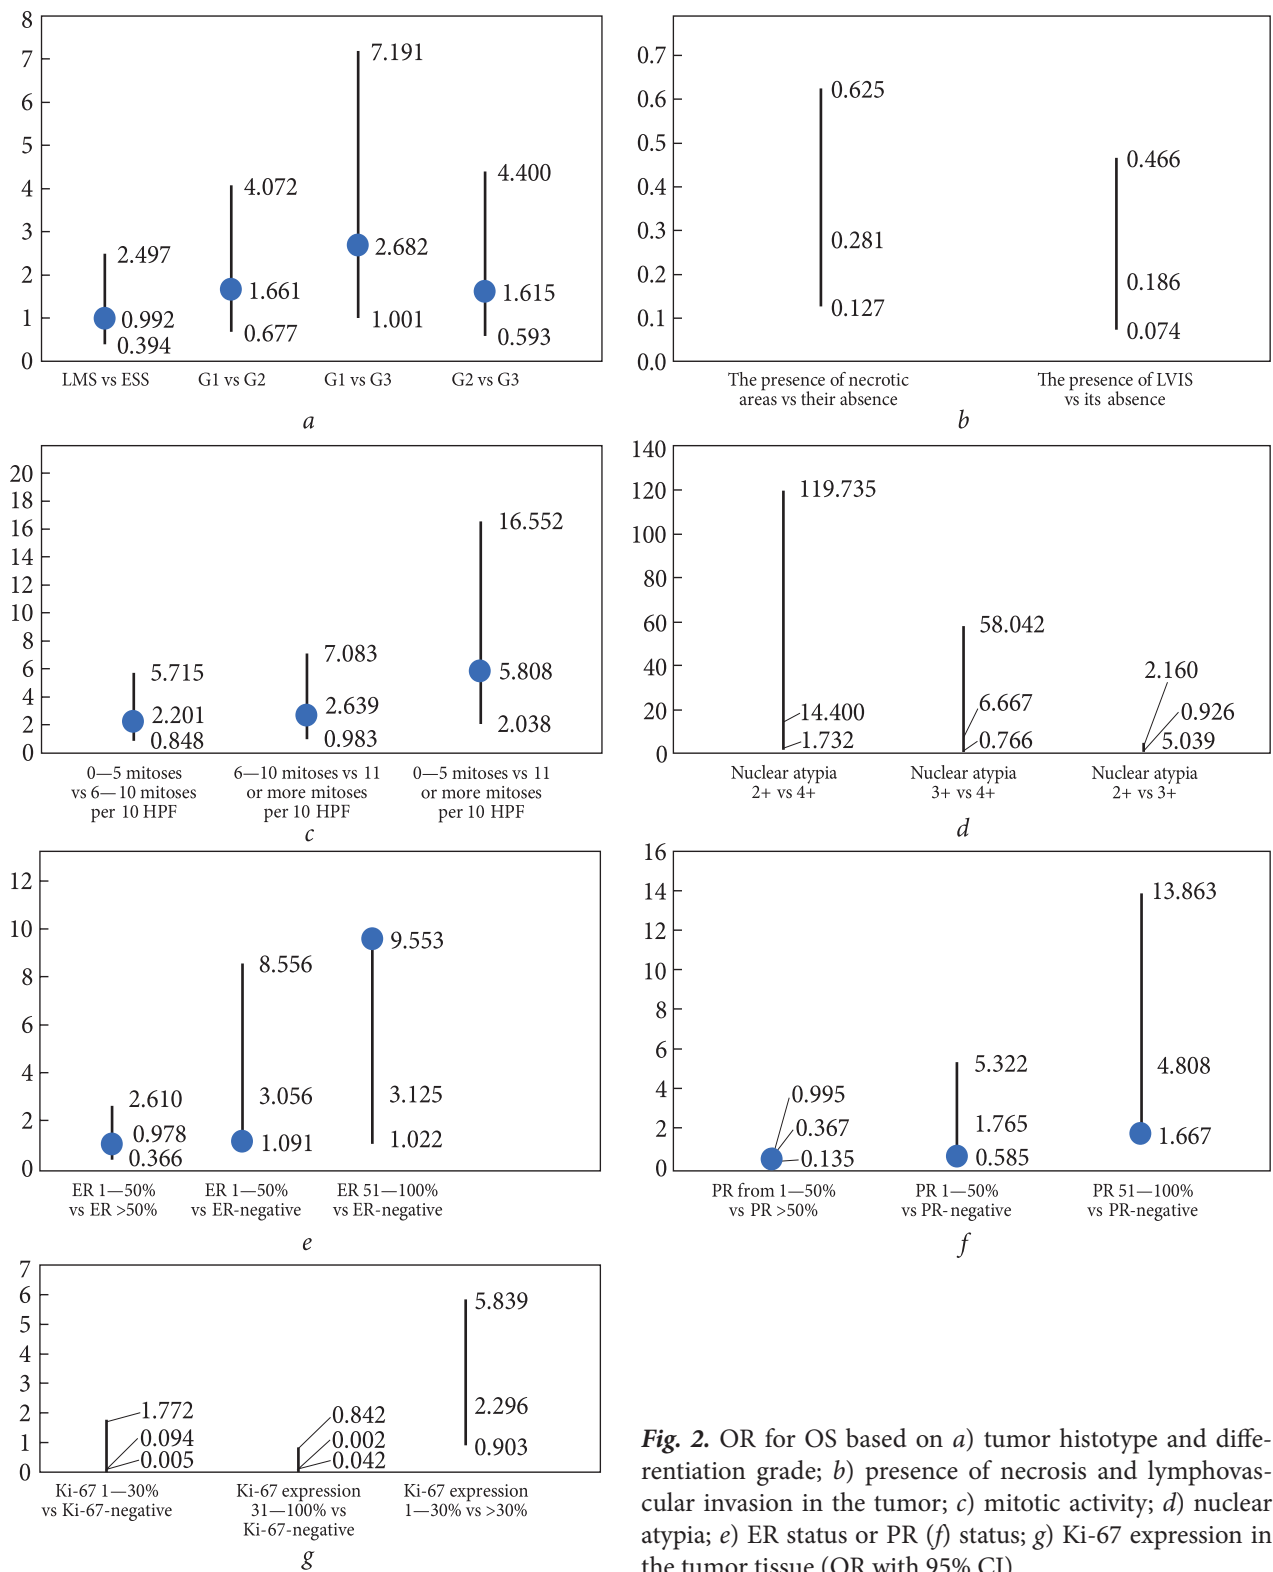 8
7
6
5
4
3
2
1
0
7.191
4.072
4.400
2.497
2.682
1.661
1.615
0.992
1.001
0.677
0.593
0.394
LMS vs ESS
G1 vs G2
G1 vs G3
G2 vs G3
a
0.7
0.6
0.5
0.4
0.3
0.2
0.1
0.0
0.625
0.466
0.281
0.186
0.127
0.074
The presence of necrotic
areas vs their absence
The presence of LVIS
vs its absence
b
20
18
16
14
12
10
8
6
4
2
0
16.552
7.083
5.715
5.808
2.639
2.201
2.038
0.983
0.848
0—5 mitoses
vs 6—10 mitoses
per 10 HPF
6—10 mitoses vs 11
or more mitoses
per 10 HPF
0—5 mitoses vs 11
or more mitoses
per 10 HPF
c
140
120
100
80
60
40
20
0
119.735
58.042
2.160
6.667
14.400
0.926
1.732
0.766
5.039
Nuclear atypia
2+ vs 4+
Nuclear atypia
3+ vs 4+
Nuclear atypia
2+ vs 3+
d
12
10
8
6
4
2
0
9.553
8.556
2.610
3.056
3.125
0.978
1.091
1.022
0.366
ER 1—50%
vs ER >50%
ER 1—50%
vs ER-negative
ER 51—100%
vs ER-negative
e
16
14
12
10
8
6
4
2
0
13.863
5.322
4.808
0.995
0.367
1.765
1.667
0.135
0.585
PR from 1—50%
vs PR >50%
PR 1—50%
vs PR-negative
PR 51—100%
vs PR-negative
f
7
6
5
4
3
2
1
0
5.839
1.772
0.842
2.296
0.094
0.002
0.903
0.005
0.042
Ki-67 1—30%
vs Ki-67-negative
Ki-67 expression
31—100% vs
Ki-67-negative
Ki-67 expression
1—30% vs >30%
g
Fig. 2. OR for OS based on a) tumor histotype and diffe-
rentiation grade; b) presence of necrosis and lymphovas-
cular invasion in the tumor; c) mitotic activity; d) nuclear
atypia; e) ER status or PR (f) status; g) Ki-67 expression in
the tumor tissue (OR with 95% CI)